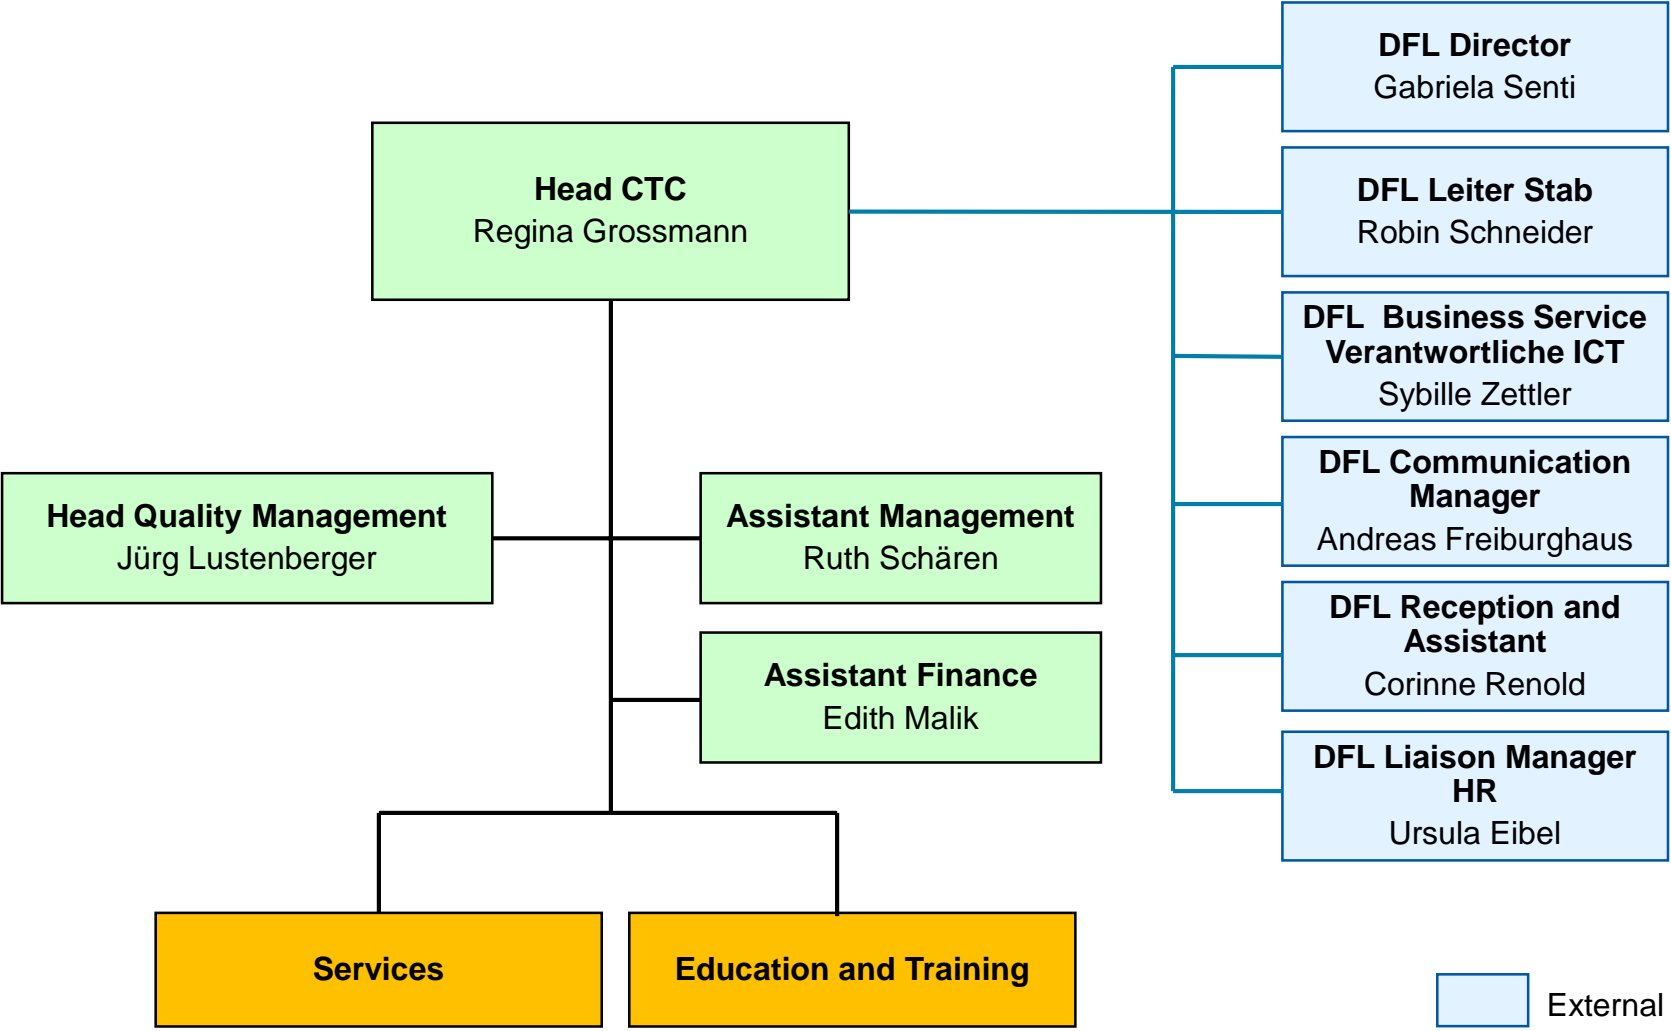 DFL Director
Gabriela Senti
Head CTC
Regina Grossmann
DFL Leiter Stab
Robin Schneider
DFL  Business Service
Verantwortliche ICT
Sybille Zettler
DFL Communication
Manager
Andreas Freiburghaus
Head Quality Management
Jürg Lustenberger
Assistant Management
Ruth Schären
DFL Reception and
Assistant
Corinne Renold
Assistant Finance
Edith Malik
DFL Liaison Manager
HR
Ursula Eibel
Services
Education and Training
External